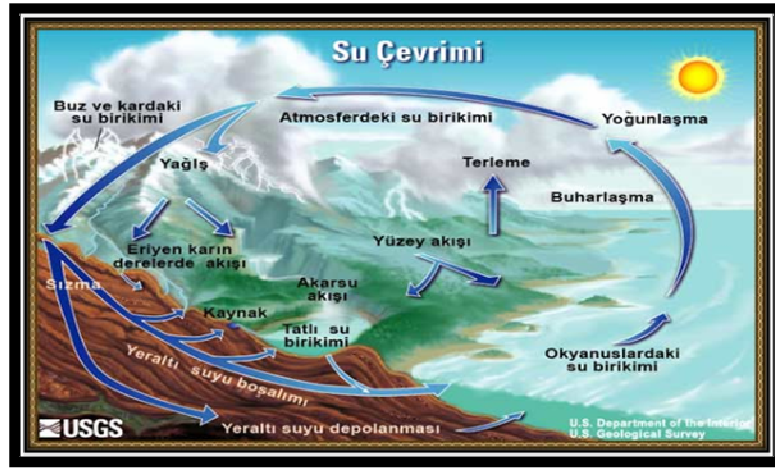 Su Çevrimi
Buz ve kardaki
su birikimi
Atmosferdeki su birikimi
Yoğunlaşma
Yağış
Terleme
Buharlaşma
Yüzey akışı
Eriyen karın
derelerde akışı
Sızma
Akarsu
akışı
Kaynak
Tatlı su
birikimi
Okyanuslardaki
su birikimi
Yeraltı suyu boşalımı
Yeraltı suyu depolanması
USGS
U.S. Department of the Interior
U.S. Geological Survey